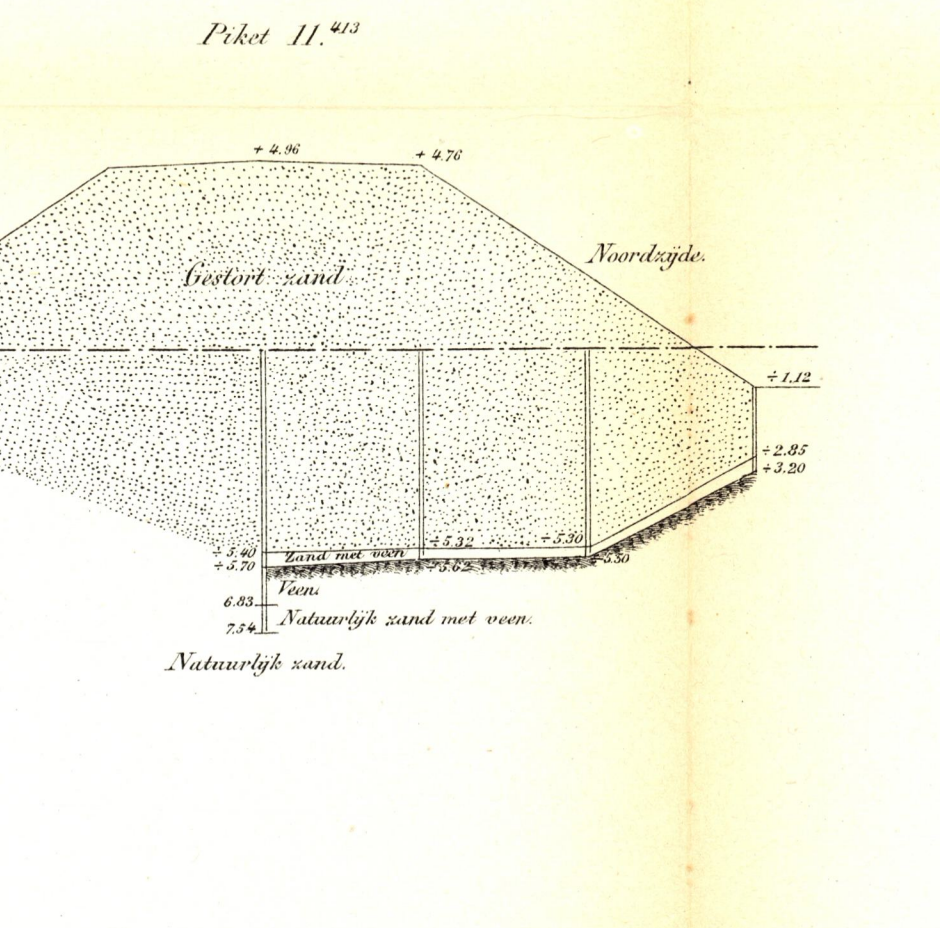 Piket 11.413
+ 4.96
+ 4.76
Noordzijde.
Gestort zand
÷ 1.12
÷ 2.85
÷ 3.20
÷ 5.40
Zand met veen
÷ 5.32
÷ 5.30
÷ 5.70
÷ 5.62
÷ 5.50
Veen.
6.83
Natuurlijk zand met veen.
7.54
Natuurlijk zand.